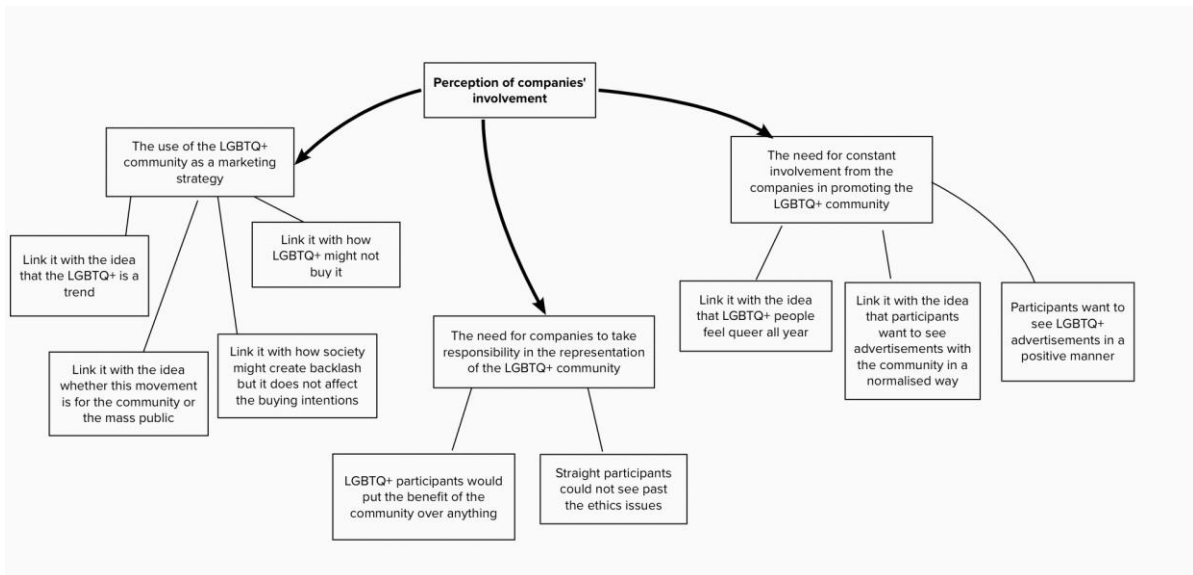 Perception of companies'
involvement
The use of the LGBTQ+
community as a marketing
strategy
Link it with the idea
that the LGBTQ+ is a
trend
Link it with the idea
whether this movement
is for the community or
the mass public
Link it with how society
might create backlash
but it does not affect
the buying intentions
Link it with how
LGBTQ+ might not
buy it
The need for companies to take
responsibility in the representation
of the LGBTQ+ community
LGBTQ+ participants would
put the benefit of the
community over anything
Straight participants
could not see past
the ethics issues
The need for constant
involvement from the
companies in promoting the
LGBTQ+ community
Link it with the idea
that LGBTQ+ people
feel queer all year
Link it with the idea
that participants
want to see
advertisements with
the community in a
normalised way
Participants want to
see LGBTQ+
advertisements in a
positive manner